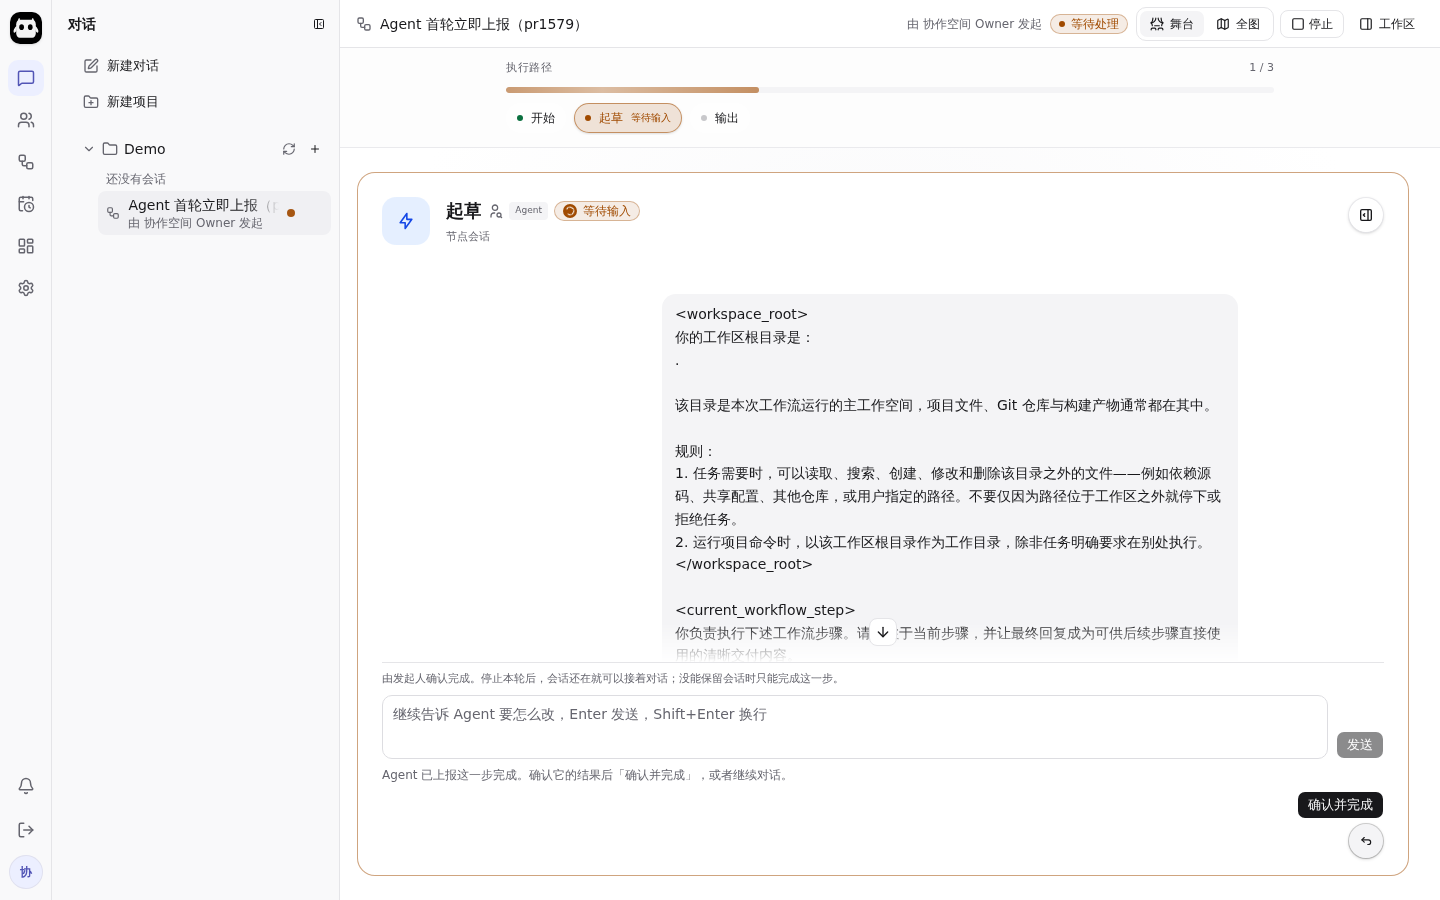 对话
新建对话
新建项目
Demo
还没有会话
Agent 首轮立即上报
由 协作空间 Owner 发起
协
Agent 首轮立即上报（pr1579）
由 协作空间 Owner 发起 等待处理 舞台 全图 停止 工作区
执行路径 1 / 3
开始 起草 等待输入 输出
起草 Agent 等待输入
节点会话
<workspace_root>
你的工作区根目录是：
.
该目录是本次工作流运行的主工作空间，项目文件、Git 仓库与构建产物通常都在其中。
规则：
1. 任务需要时，可以读取、搜索、创建、修改和删除该目录之外的文件——例如依赖源
码、共享配置、其他仓库，或用户指定的路径。不要仅因为路径位于工作区之外就停下或
拒绝任务。
2. 运行项目命令时，以该工作区根目录作为工作目录，除非任务明确要求在别处执行。
</workspace_root>
<current_workflow_step>
你负责执行下述工作流步骤。请 于当前步骤，并让最终回复成为可供后续步骤直接使
用的清晰交付内容。
由发起人确认完成。停止本轮后，会话还在就可以接着对话；没能保留会话时只能完成这一步。
继续告诉 Agent 要怎么改，Enter 发送，Shift+Enter 换行
发送
Agent 已上报这一步完成。确认它的结果后「确认并完成」，或者继续对话。
确认并完成